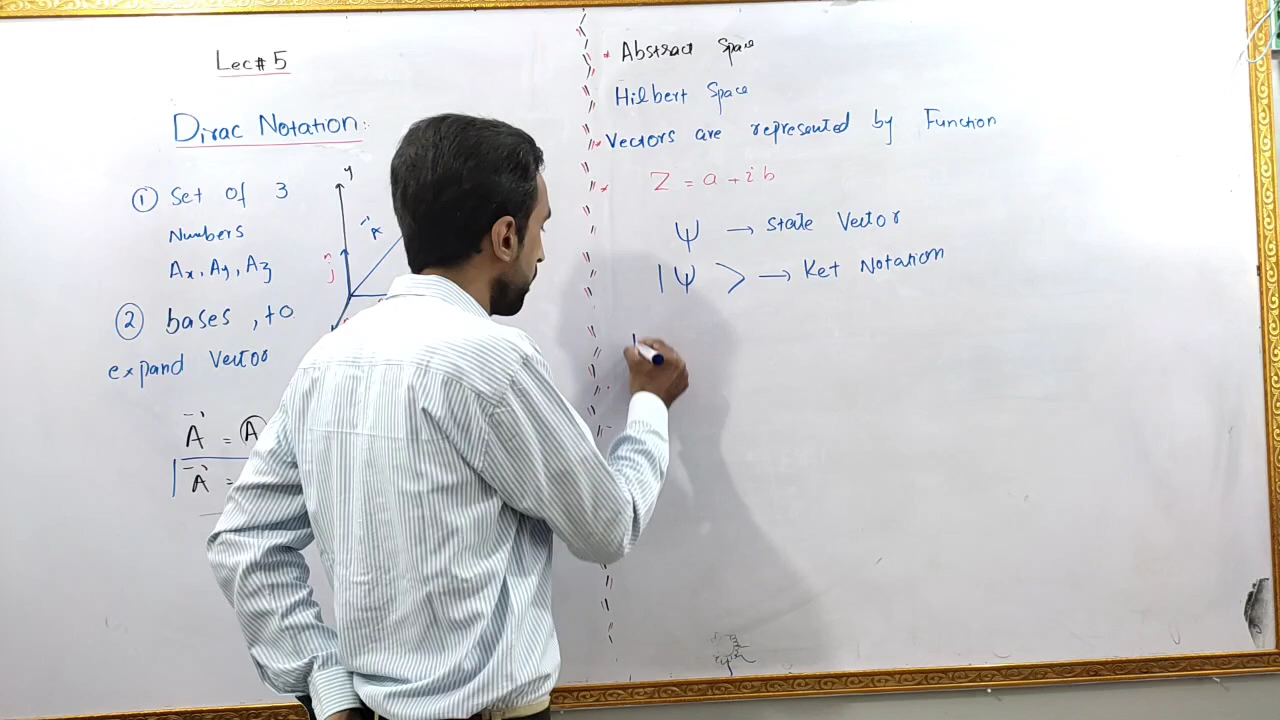 Lec# 5
Dirac Notation:
① Set of 3
Numbers
Ax, Ay, Az
② bases, to
expand Vector
A = A
A =
y
A
j
* Abstract Space
Hilbert Space
* Vectors are represented by Function
* Z = a + ib
ψ → State Vector
|ψ > → Ket Notation